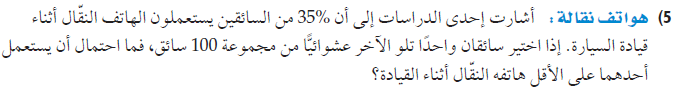 (5 هواتف نقالة: أشارت إحدى الدراسات إلى أن 35% من السائقين يستعملون الهاتف النقّال أثناء
قيادة السيارة. إذا اختير سائقان واحدًا تلو الآخر عشوائيًّا من مجموعة 100 سائق، فما احتمال أن يستعمل
أحدهما على الأقل هاتفه النقّال أثناء القيادة؟